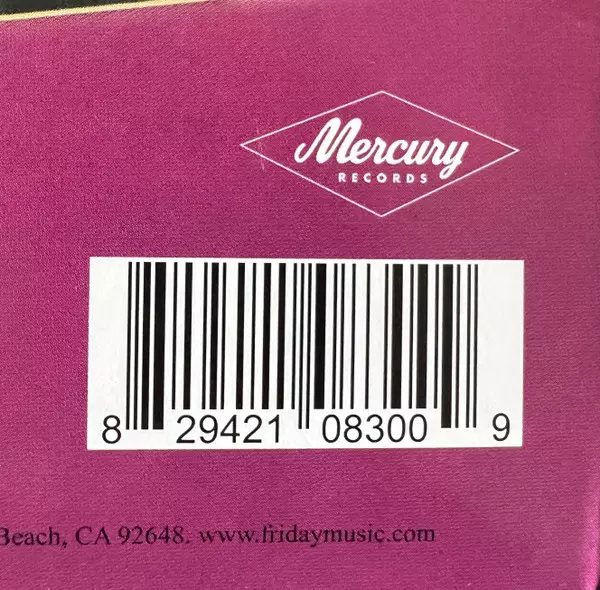 Mercury
RECORDS
8 29421 08300 9
Beach, CA 92648. www.fridaymusic.com